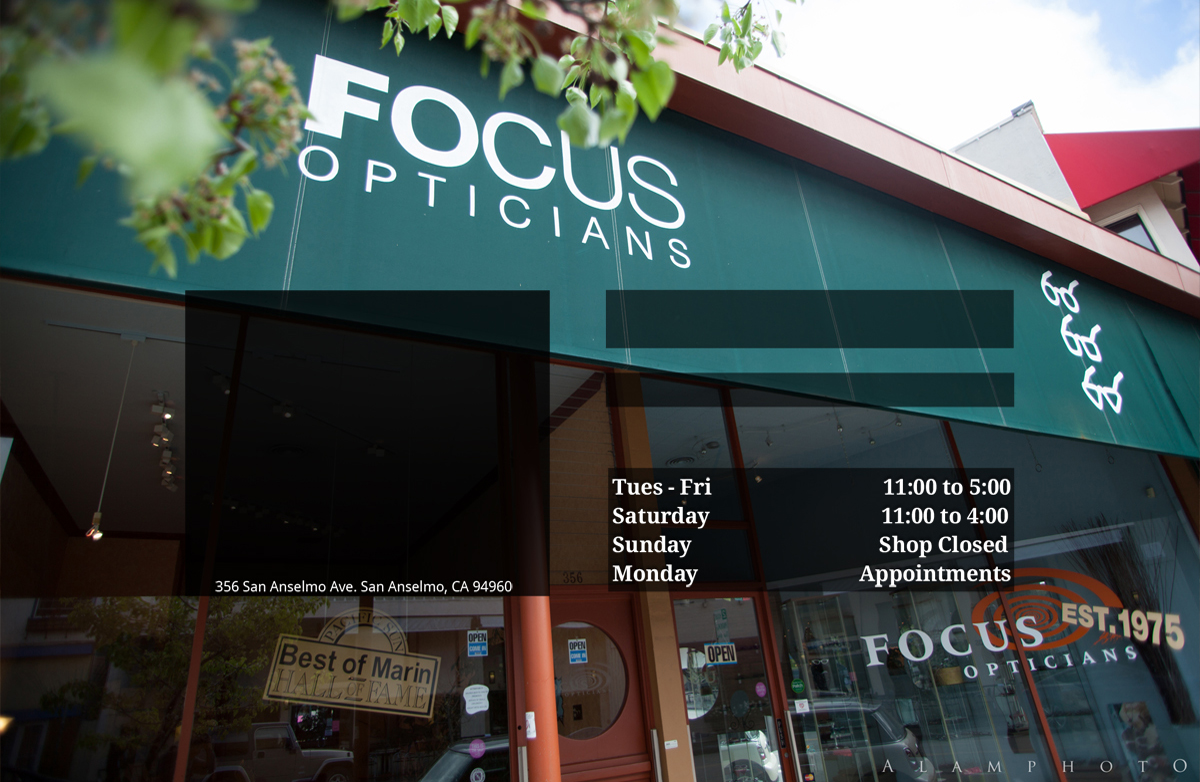 FOCUS
OPTICIANS
Tues - Fri 11:00 to 5:00
Saturday 11:00 to 4:00
Sunday Shop Closed
Monday Appointments
356 San Anselmo Ave. San Anselmo, CA 94960
356
PACIFIC SUN
Best of Marin
HALL OF FAME
OPEN
OPEN
OPEN
EST.1975
FOCUS
OPTICIANS
ALAMPHOTO